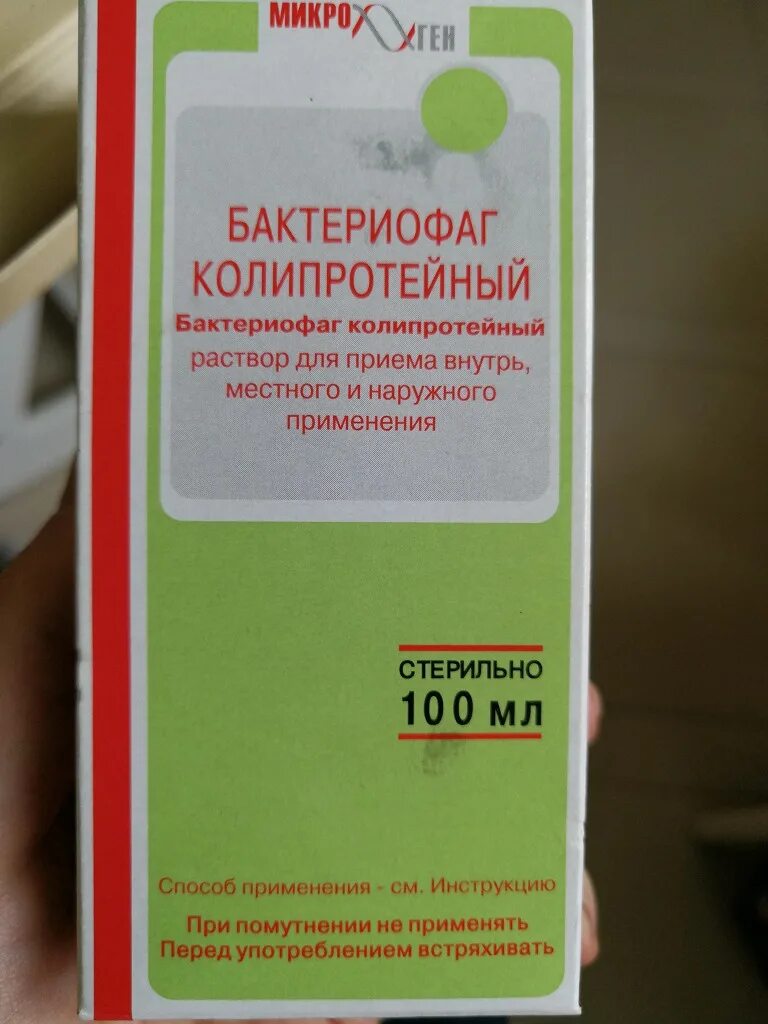 МИКРОГЕН
БАКТЕРИОФАГ
КОЛИПРОТЕЙНЫЙ
Бактериофаг колипротейный
раствор для приема внутрь,
местного и наружного
применения
СТЕРИЛЬНО
100 мл
Способ применения - см. Инструкцию
При помутнении не применять
Перед употреблением встряхивать